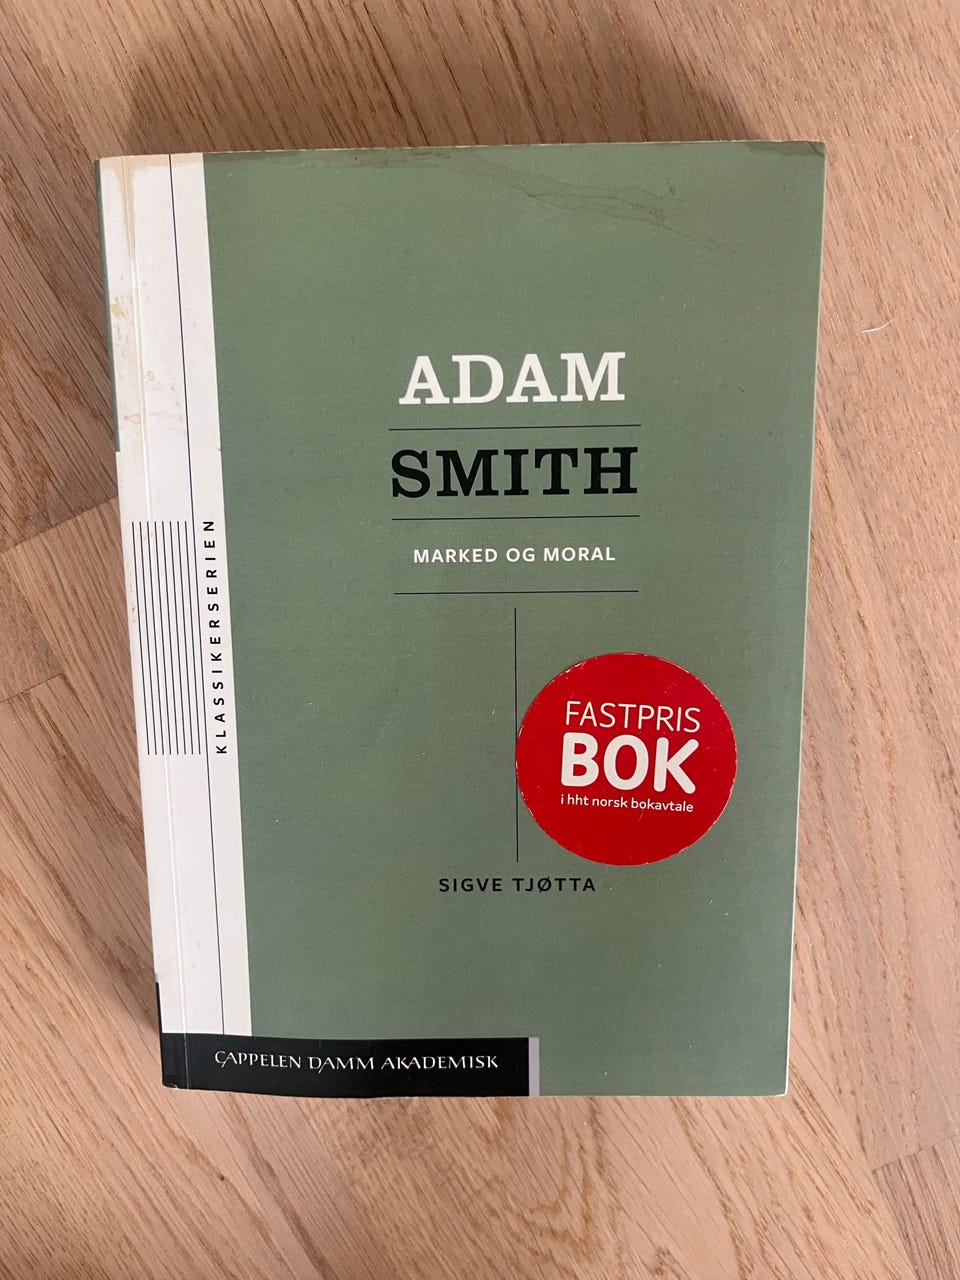 ADAM
SMITH
MARKED OG MORAL
KLASSIKERSERIEN
FASTPRIS
BOK
i hht norsk bokavtale
SIGVE TJØTTA
CAPPELEN DAMM AKADEMISK